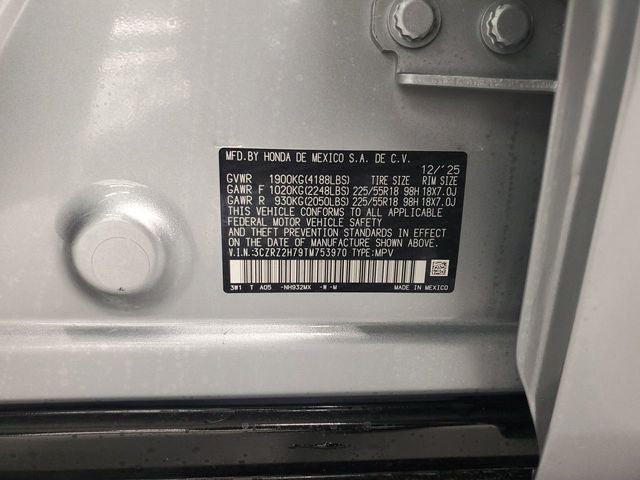 MFD.BY HONDA DE MEXICO S.A. DE C.V.
12/'25
GVWR 1900KG(4188LBS) TIRE SIZE RIM SIZE
GAWR F 1020KG(2248LBS) 225/55R18 98H 18X7.0J
GAWR R 930KG(2050LBS) 225/55R18 98H 18X7.0J
THIS VEHICLE CONFORMS TO ALL APPLICABLE
FEDERAL MOTOR VEHICLE SAFETY
AND THEFT PREVENTION STANDARDS IN EFFECT
ON THE DATE OF MANUFACTURE SHOWN ABOVE.
V.I.N.:3CZRZ2H79TM753970 TYPE:MPV
3W1 T A05 -NH932MX -W -M MADE IN MEXICO